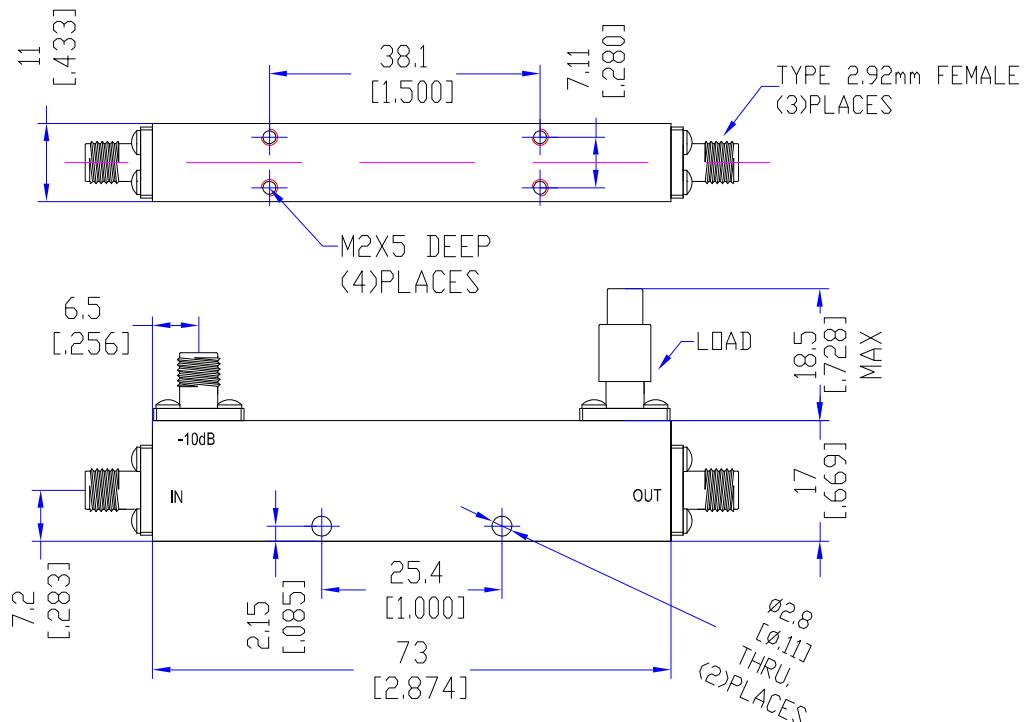 11
[.433]
38.1
[1.500]
7.11
[.280]
TYPE 2.92mm FEMALE
(3)PLACES
M2X5 DEEP
(4)PLACES
6.5
[.256]
LOAD
18.5
[.728]
MAX
-10dB
IN
OUT
17
[.669]
7.2
[.283]
2.15
[.085]
25.4
[1.000]
73
[2.874]
Ø2.8
[Ø.11]
THRU,
(2)PLACES